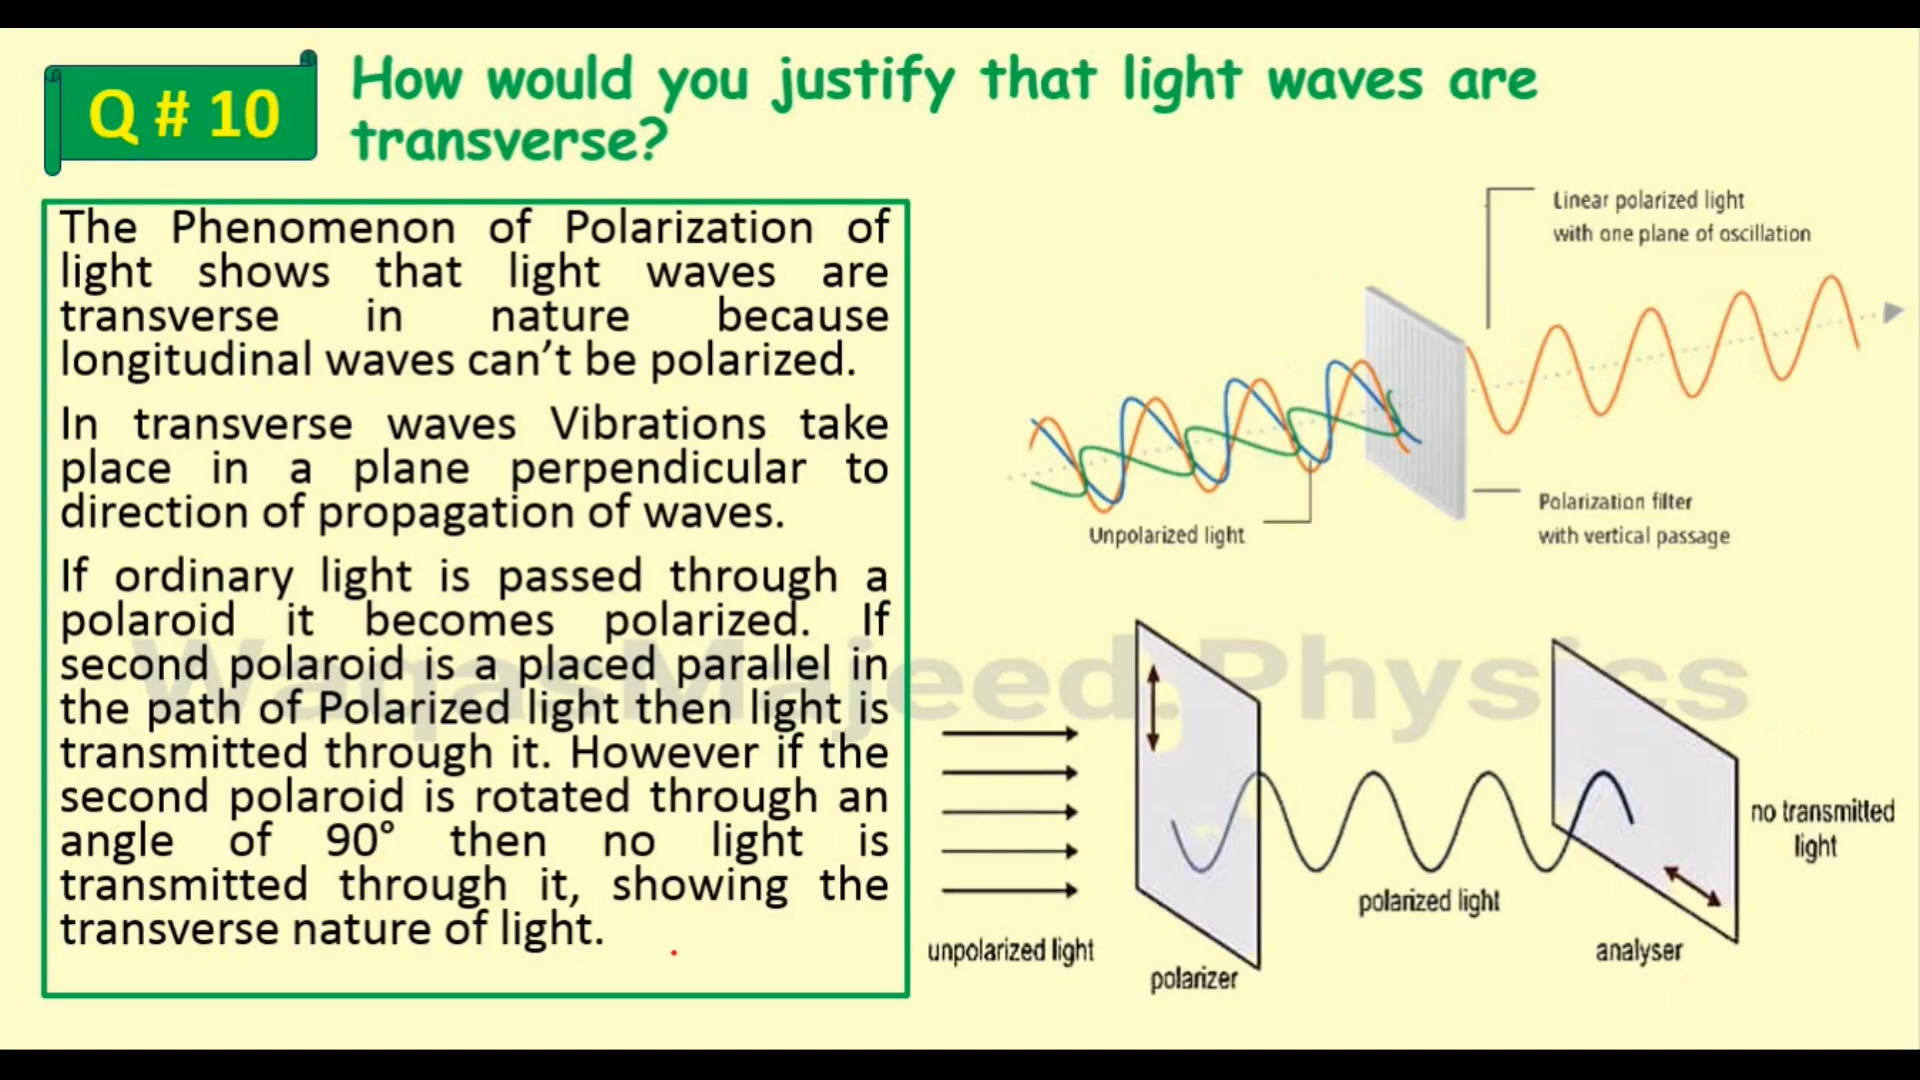 Q # 10
How would you justify that light waves are
transverse?
The Phenomenon of Polarization of
light shows that light waves are
transverse in nature because
longitudinal waves can't be polarized.
In transverse waves Vibrations take
place in a plane perpendicular to
direction of propagation of waves.
If ordinary light is passed through a
polaroid it becomes polarized. If
second polaroid is a placed parallel in
the path of Polarized light then light is
transmitted through it. However if the
second polaroid is rotated through an
angle of 90° then no light is
transmitted through it, showing the
transverse nature of light.
Linear polarized light
with one plane of oscillation
Unpolarized light
Polarization filter
with vertical passage
WaqasMajeed.Physics
unpolarized light
polarizer
polarized light
analyser
no transmitted
light